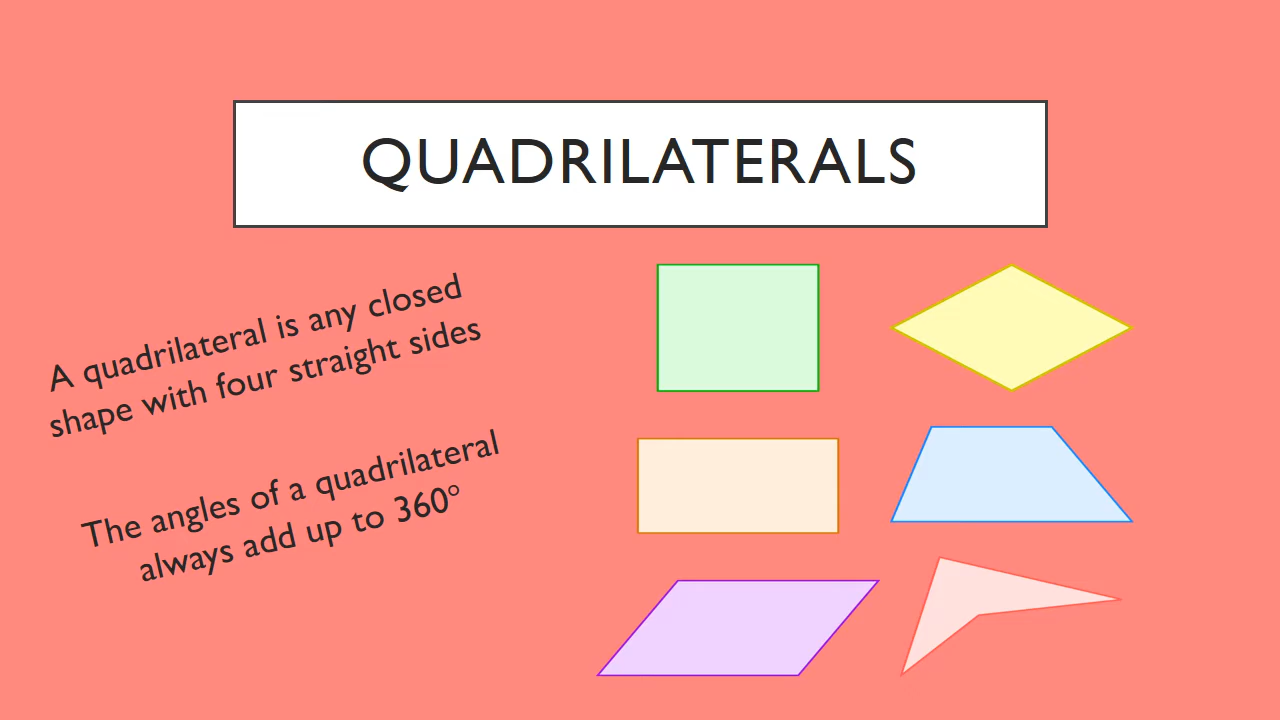 QUADRILATERALS
A quadrilateral is any closed
shape with four straight sides
The angles of a quadrilateral
always add up to 360°